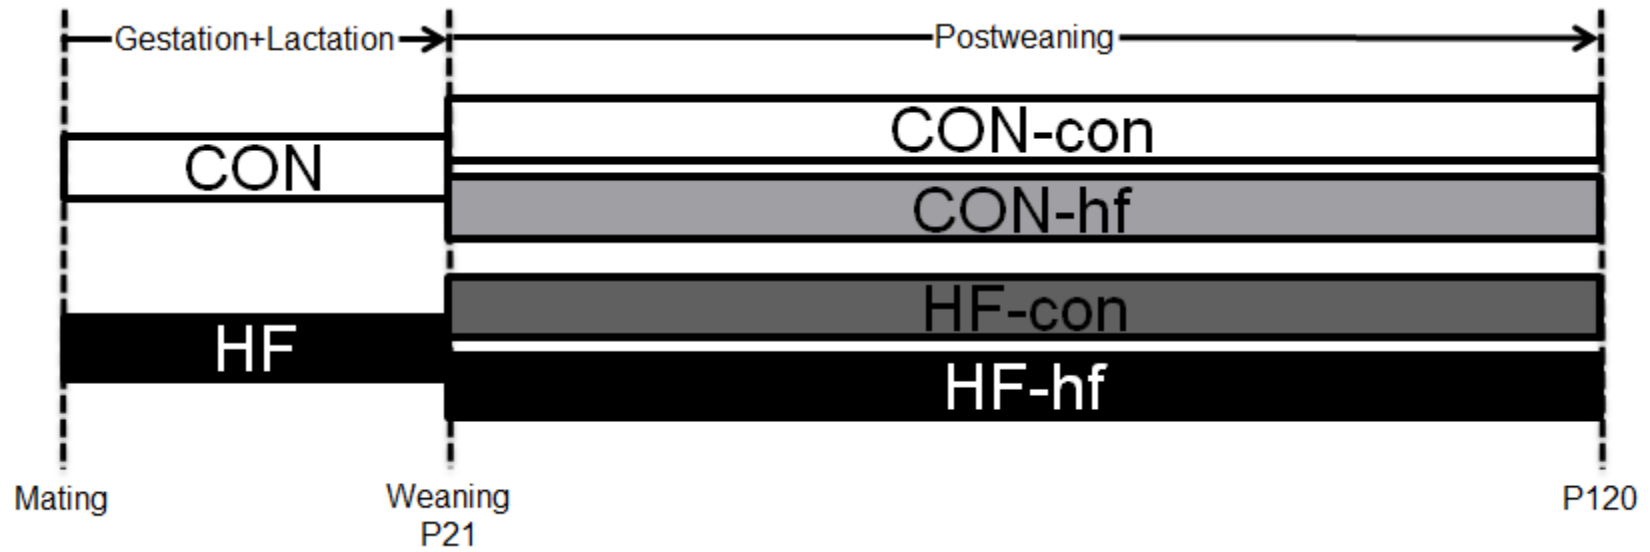 Gestation+Lactation
Postweaning
CON
CON-con
CON-hf
HF
HF-con
HF-hf
Mating
Weaning
P21
P120